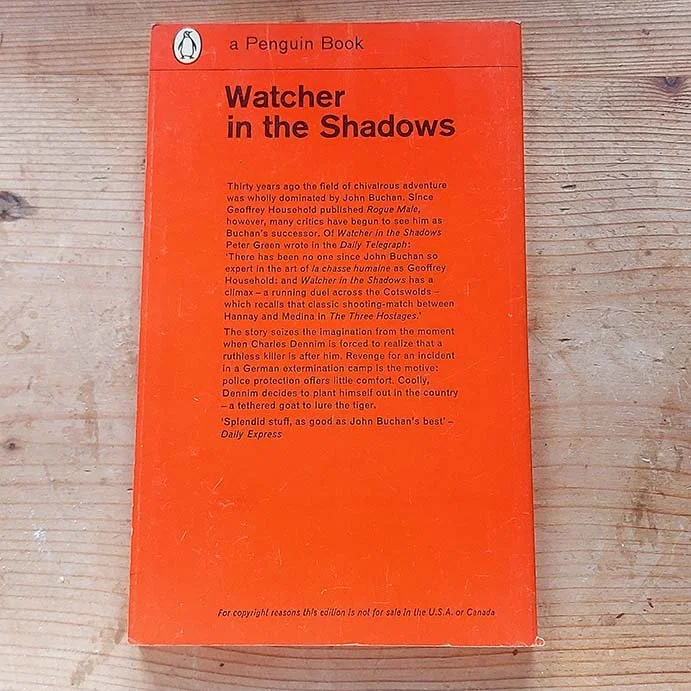 a Penguin Book
Watcher
in the Shadows
Thirty years ago the field of chivalrous adventure
was wholly dominated by John Buchan. Since
Geoffrey Household published Rogue Male,
however, many critics have begun to see him as
Buchan's successor. Of Watcher in the Shadows
Peter Green wrote in the Daily Telegraph:
'There has been no one since John Buchan so
expert in the art of la chasse humaine as Geoffrey
Household: and Watcher in the Shadows has a
climax – a running duel across the Cotswolds –
which recalls that classic shooting-match between
Hannay and Medina in The Three Hostages.'
The story seizes the imagination from the moment
when Charles Dennim is forced to realize that a
ruthless killer is after him. Revenge for an incident
in a German extermination camp is the motive:
police protection offers little comfort. Coolly,
Dennim decides to plant himself out in the country
– a tethered goat to lure the tiger.
'Splendid stuff, as good as John Buchan's best' –
Daily Express
For copyright reasons this edition is not for sale in the U.S.A. or Canada